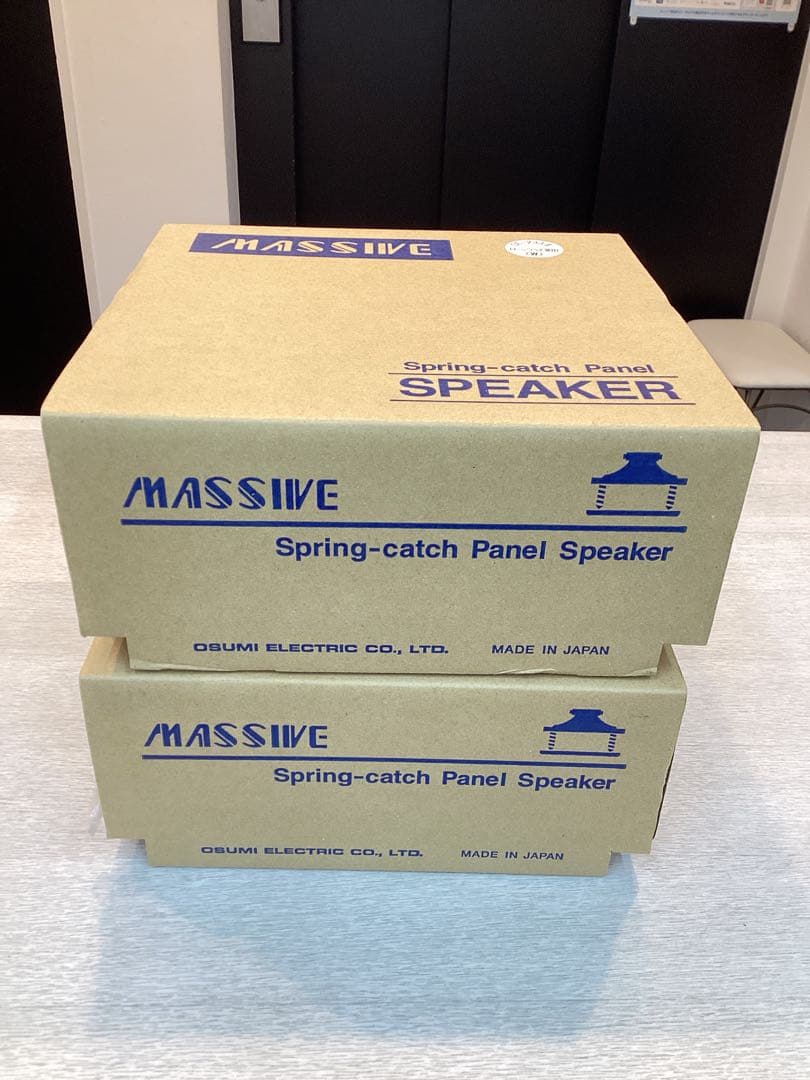 MASSIVE
Spring-catch Panel
SPEAKER
MASSIVE
Spring-catch Panel Speaker
OSUMI ELECTRIC CO., LTD. MADE IN JAPAN
MASSIVE
Spring-catch Panel Speaker
OSUMI ELECTRIC CO., LTD. MADE IN JAPAN